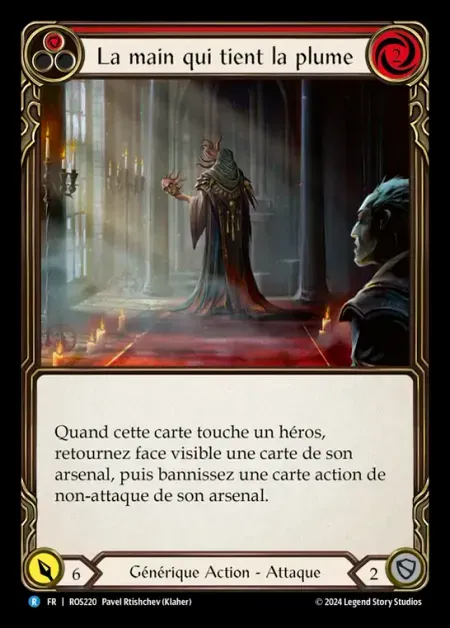 La main qui tient la plume
2
Quand cette carte touche un héros,
retournez face visible une carte de son
arsenal, puis bannissez une carte action de
non-attaque de son arsenal.
6
Générique Action - Attaque
2
R | FR | ROS220 Pavel Rtishchev (Klaher)
© 2024 Legend Story Studios